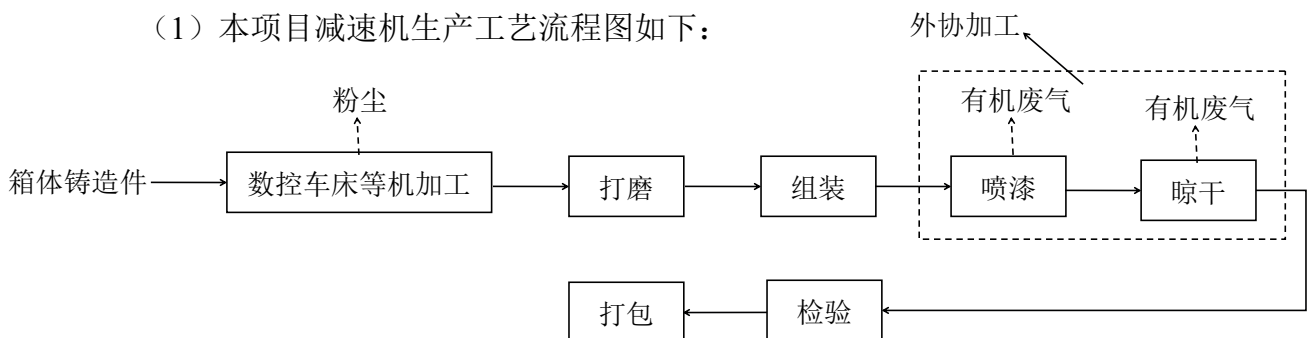 （1）本项目减速机生产工艺流程图如下：
外协加工
粉尘
有机废气
有机废气
箱体铸造件
数控车床等机加工
打磨
组装
喷漆
晾干
打包
检验